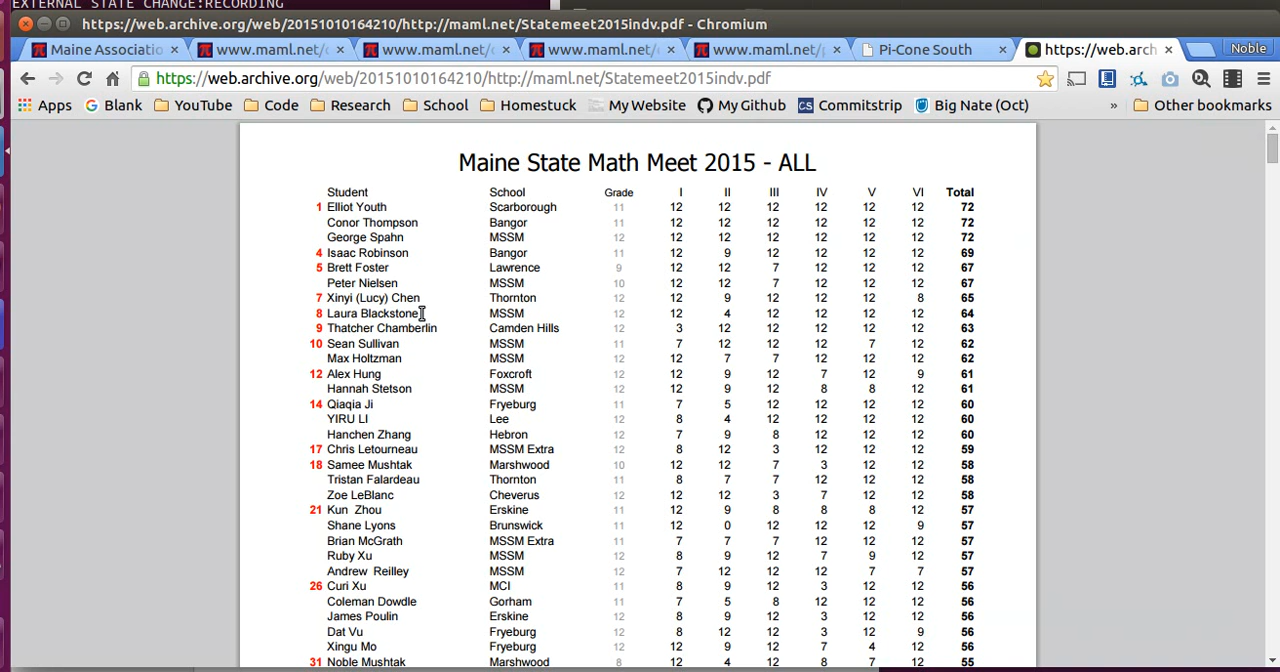 EXTERNAL STATE CHANGE:RECORDING
https://web.archive.org/web/20151010164210/http://maml.net/Statemeet2015indv.pdf - Chromium
Maine Associatio www.maml.net/c www.maml.net/c www.maml.net/c www.maml.net/p Pi-Cone South https://web.arch Noble
https://web.archive.org/web/20151010164210/http://maml.net/Statemeet2015indv.pdf
Apps Blank YouTube Code Research School Homestuck My Website My Github CS Commitstrip Big Nate (Oct) » Other bookmarks
Maine State Math Meet 2015 - ALL
Student School Grade I II III IV V VI Total
1 Elliot Youth Scarborough 11 12 12 12 12 12 12 72
Conor Thompson Bangor 11 12 12 12 12 12 12 72
George Spahn MSSM 12 12 12 12 12 12 12 72
4 Isaac Robinson Bangor 11 12 9 12 12 12 12 69
5 Brett Foster Lawrence 9 12 12 7 12 12 12 67
Peter Nielsen MSSM 10 12 12 7 12 12 12 67
7 Xinyi (Lucy) Chen Thornton 12 12 9 12 12 12 8 65
8 Laura Blackstone MSSM 12 12 4 12 12 12 12 64
9 Thatcher Chamberlin Camden Hills 12 3 12 12 12 12 12 63
10 Sean Sullivan MSSM 11 7 12 12 12 7 12 62
Max Holtzman MSSM 12 12 7 7 12 12 12 62
12 Alex Hung Foxcroft 11 12 9 12 7 12 9 61
Hannah Stetson MSSM 12 12 9 12 8 8 12 61
14 Qiaqia Ji Fryeburg 11 7 5 12 12 12 12 60
YIRU LI Lee 12 8 4 12 12 12 12 60
Hanchen Zhang Hebron 12 7 9 8 12 12 12 60
17 Chris Letourneau MSSM Extra 12 8 12 3 12 12 12 59
18 Samee Mushtak Marshwood 10 12 12 7 3 12 12 58
Tristan Falardeau Thornton 11 8 7 7 12 12 12 58
Zoe LeBlanc Cheverus 12 12 12 3 7 12 12 58
21 Kun Zhou Erskine 11 12 9 8 8 8 12 57
Shane Lyons Brunswick 12 12 0 12 12 12 9 57
Brian McGrath MSSM Extra 12 7 7 7 12 12 12 57
Ruby Xu MSSM 12 8 9 12 7 9 12 57
Andrew Reilley MSSM 12 7 12 12 12 7 7 57
26 Curi Xu MCI 11 8 9 12 3 12 12 56
Coleman Dowdle Gorham 11 7 5 8 12 12 12 56
James Poulin Erskine 12 8 9 12 3 12 12 56
Dat Vu Fryeburg 12 8 12 12 3 12 9 56
Xingu Mo Fryeburg 12 12 9 12 7 4 12 56
31 Noble Mushtak Marshwood 8 12 4 12 8 7 12 55